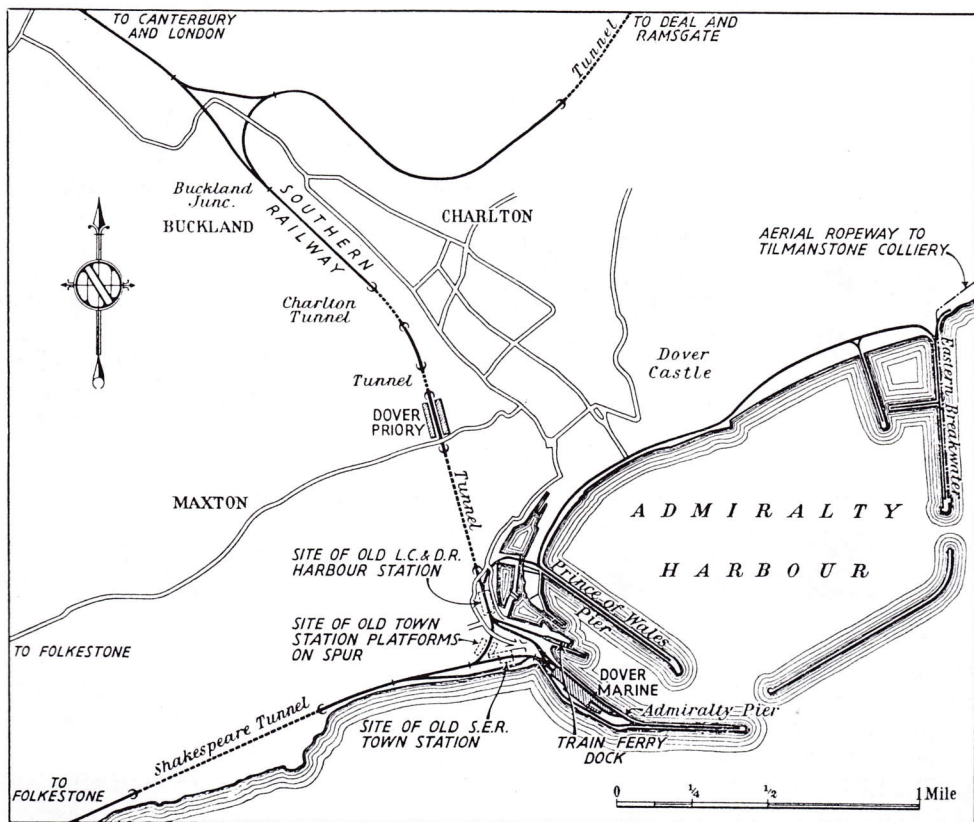 TO CANTERBURY
AND LONDON
TO DEAL AND
RAMSGATE
Tunnel
Buckland
Junc.
BUCKLAND
SOUTHERN
RAILWAY
CHARLTON
AERIAL ROPEWAY TO
TILMANSTONE COLLIERY
Charlton
Tunnel
Dover
Castle
Eastern Breakwater
Tunnel
DOVER
PRIORY
MAXTON
Tunnel
ADMIRALTY
HARBOUR
SITE OF OLD L.C.& D.R.
HARBOUR STATION
Prince of Wales
Pier
SITE OF OLD TOWN
STATION PLATFORMS
ON SPUR
TO FOLKESTONE
DOVER
MARINE
Admiralty Pier
Shakespeare Tunnel
SITE OF OLD S.E.R.
TOWN STATION
TRAIN FERRY
DOCK
TO
FOLKESTONE
0 1/4 1/2 1 Mile